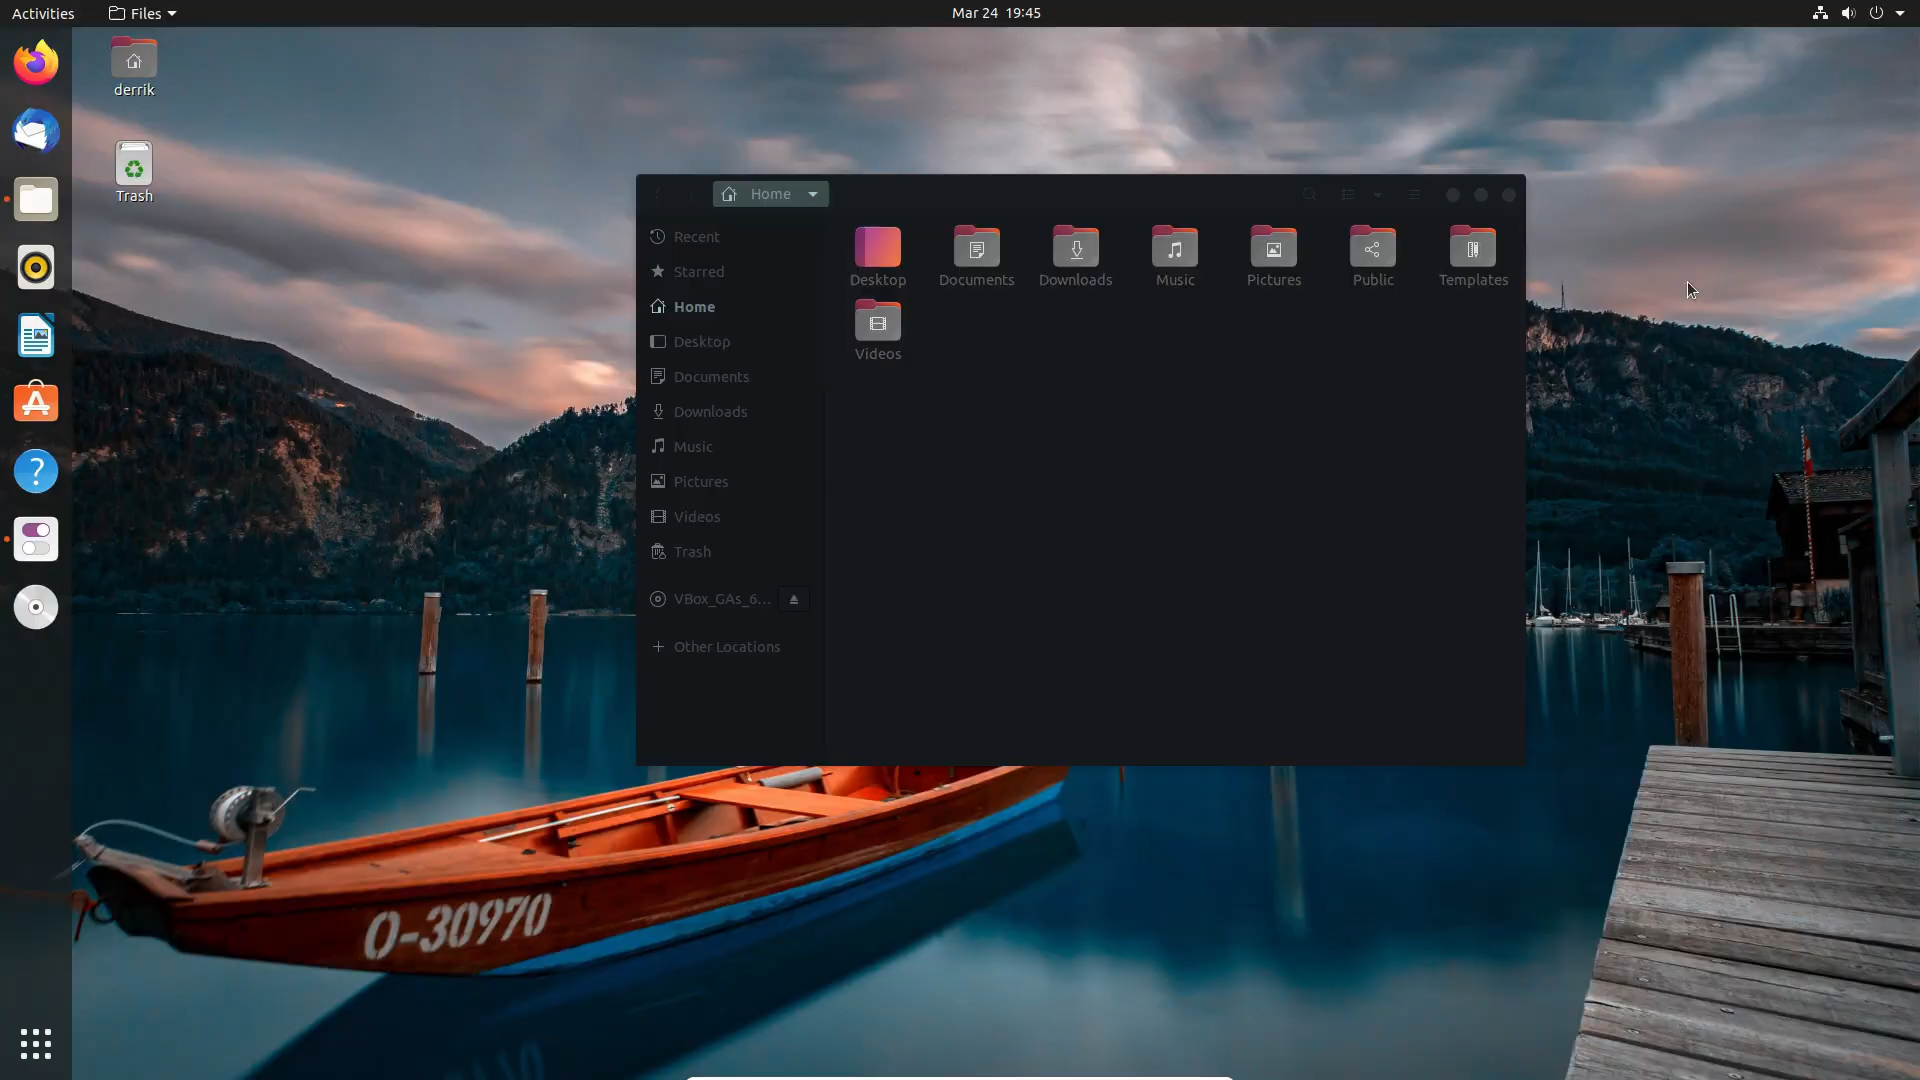 Activities
Files
Mar 24 19:45
derrik
Trash
Home
Recent
Starred
Home
Desktop
Documents
Downloads
Music
Pictures
Videos
Trash
VBox_GAs_6...
Other Locations
Desktop
Documents
Downloads
Music
Pictures
Public
Templates
Videos
O-30970